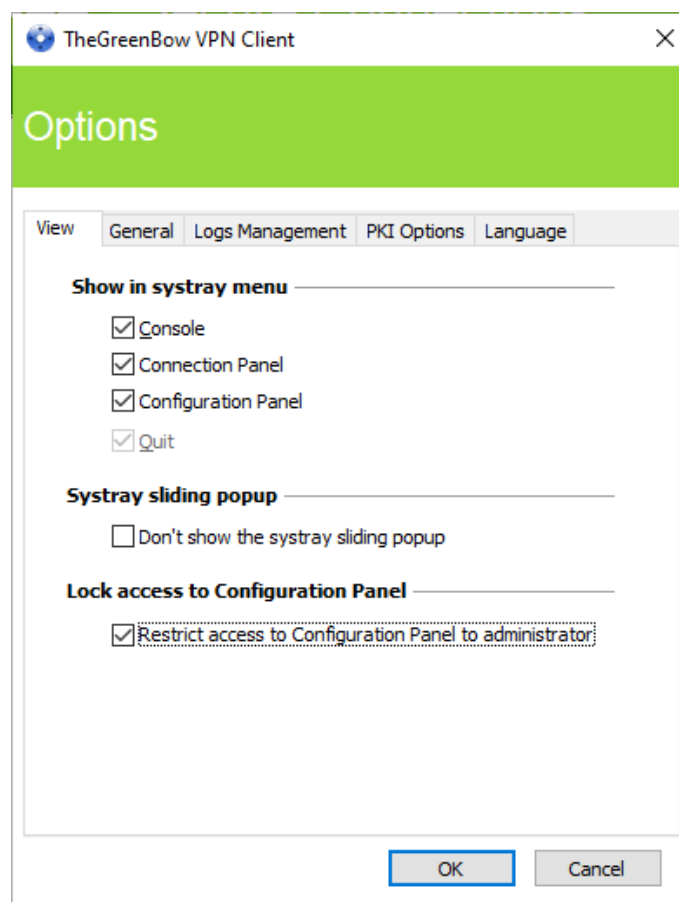 TheGreenBow VPN Client
Options
View General Logs Management PKI Options Language
Show in systray menu
Console
Connection Panel
Configuration Panel
Quit
Systray sliding popup
Don't show the systray sliding popup
Lock access to Configuration Panel
Restrict access to Configuration Panel to administrator
OK Cancel